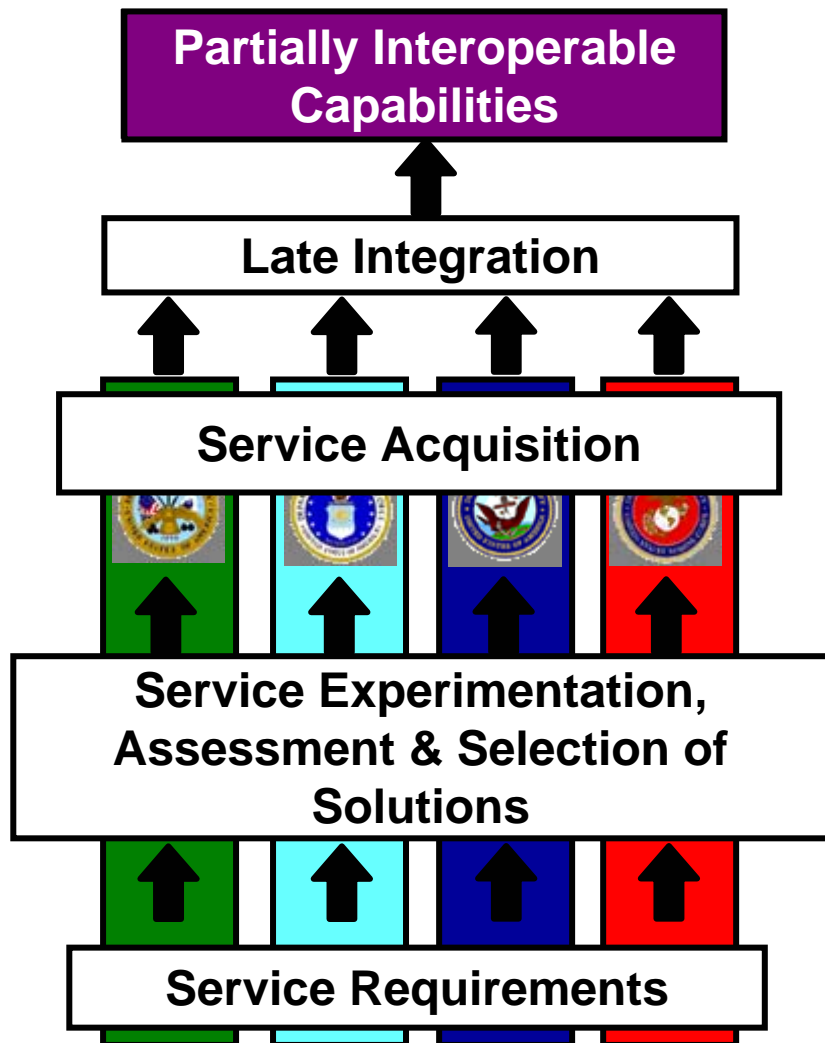 Partially Interoperable
Capabilities
Late Integration
Service Acquisition
Service Experimentation,
Assessment & Selection of
Solutions
Service Requirements